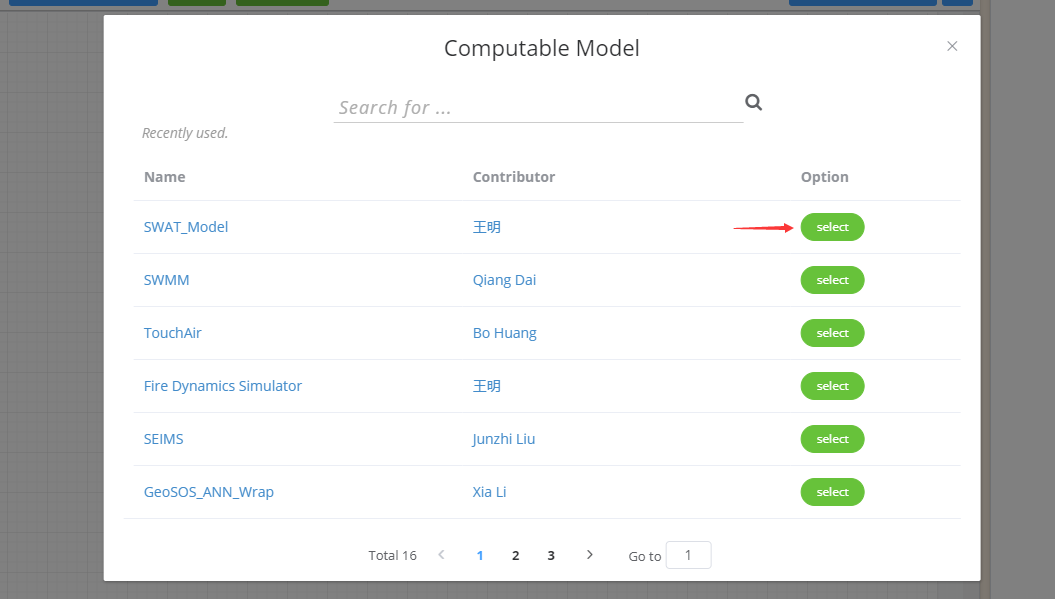 Computable Model
Search for ...
Recently used.
Name Contributor Option
SWAT_Model 王明 select
SWMM Qiang Dai select
TouchAir Bo Huang select
Fire Dynamics Simulator 王明 select
SEIMS Junzhi Liu select
GeoSOS_ANN_Wrap Xia Li select
Total 16 1 2 3 Go to 1